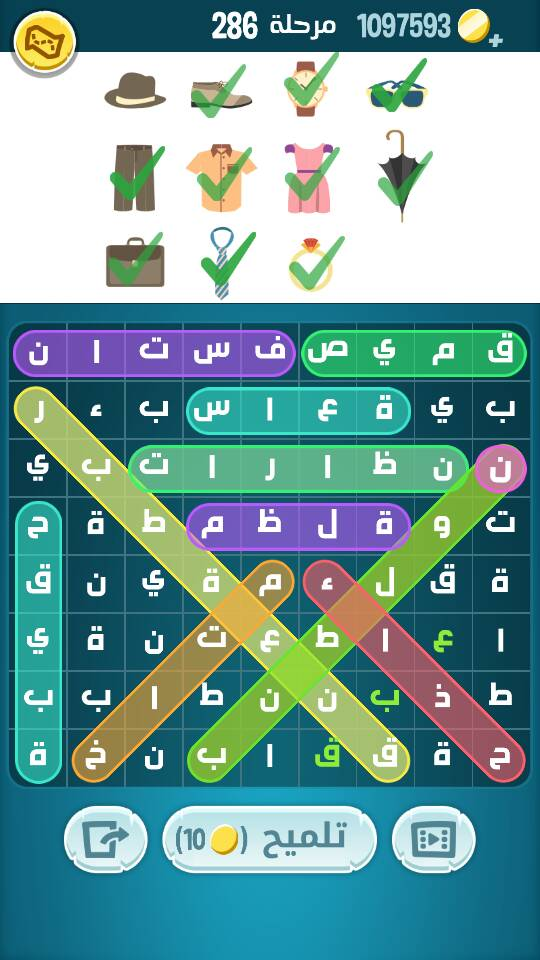 1097593 مرحلة 286
ق م ي ص ف س ت ا ن
ب ي ة ع ا س ب ء ر
ن ن ظ ا ر ا ت ب ي
ت و ة ل ظ م ط ة ح
ة ق ل ء م ة ي ن ق
ا ع ا ط ع ت ن ة ي
ط ذ ب ن ن ط ا ب ب
ح ة ق ق ا ب ن خ ة
تلميح (10)